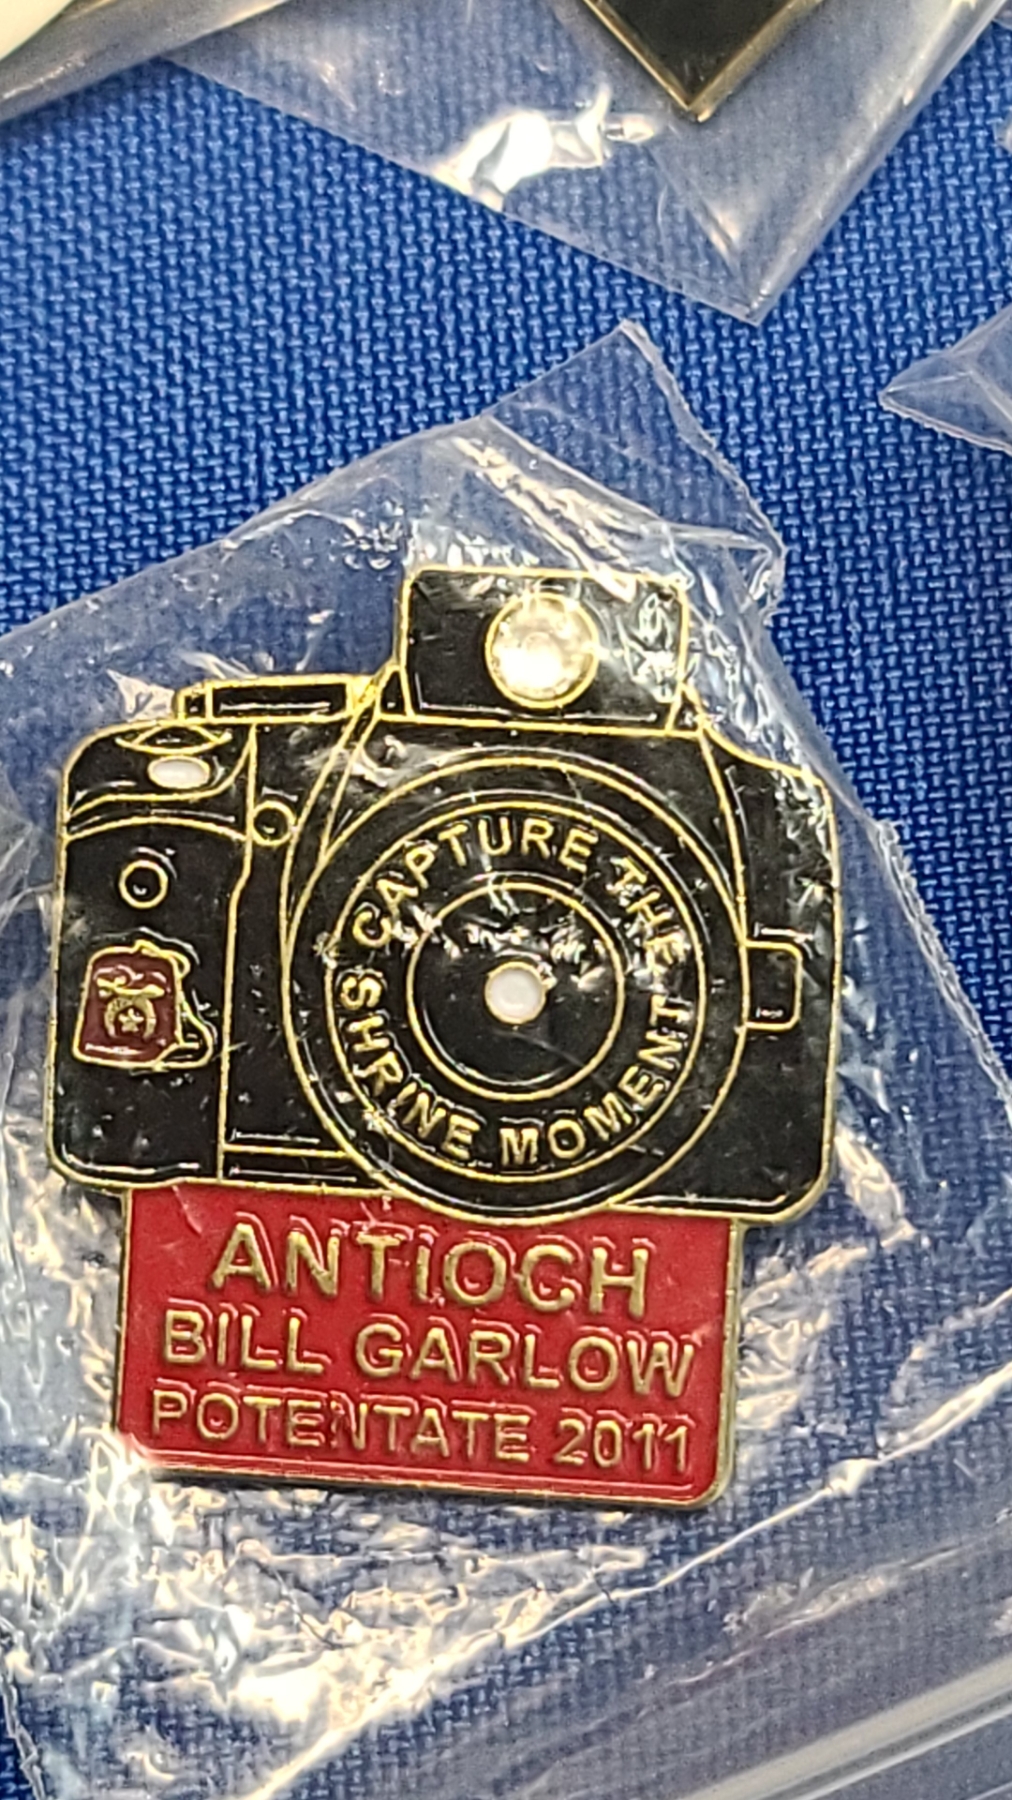 CAPTURE THE
SHRINE MOMENT
ANTIOCH
BILL GARLOW
POTENTATE 2011